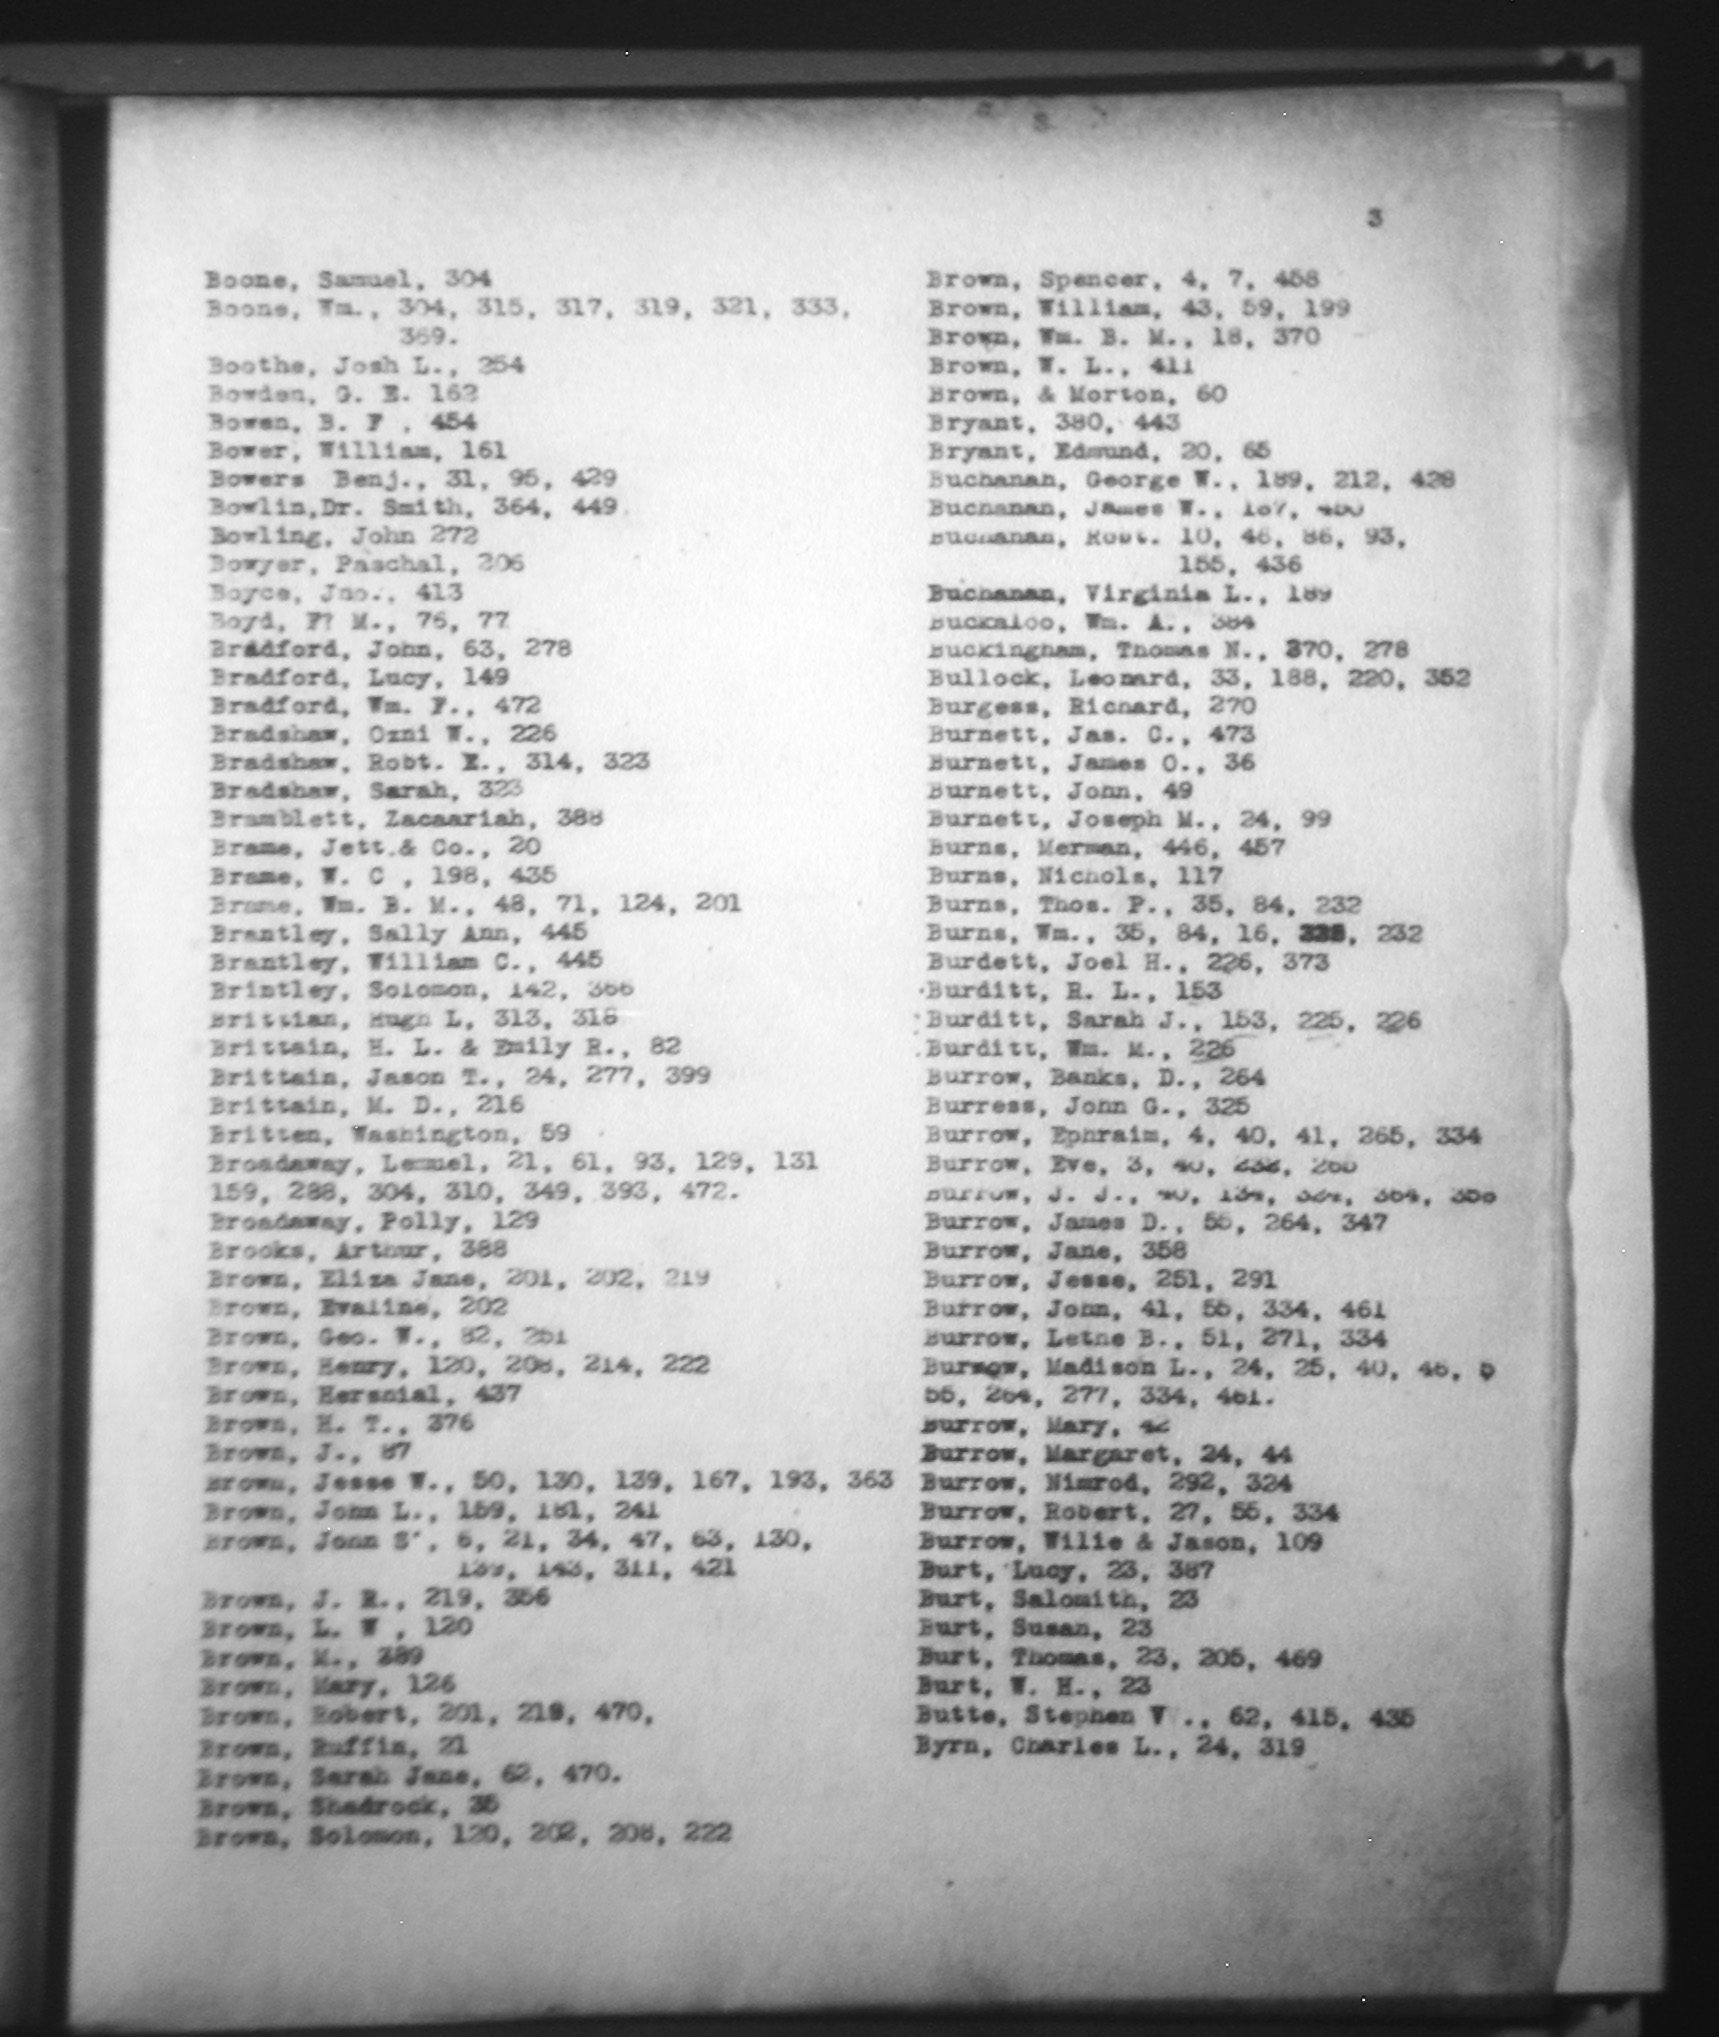 3
Boone, Samuel, 304
Boone, Wm., 304, 315, 317, 319, 321, 333,
369.
Boothe, Josh L., 254
Bowden, G. E. 162
Bowen, B. F , 454
Bower, William, 161
Bowers Benj., 31, 95, 429
Bowlin,Dr. Smith, 364, 449
Bowling, John 272
Bowyer, Paschal, 206
Boyce, Jno., 413
Boyd, F? M., 76, 77
Bradford, John, 63, 278
Bradford, Lucy, 149
Bradford, Wm. F., 472
Bradshaw, Ozni W., 226
Bradshaw, Robt. E., 314, 323
Bradshaw, Sarah, 323
Bramblett, Zacaariah, 388
Brame, Jett & Co., 20
Brame, W. C , 198, 435
Brame, Wm. B. M., 48, 71, 124, 201
Brantley, Sally Ann, 445
Brantley, William C., 445
Brintley, Solomon, 142, 366
Brittian, Hugh L, 313, 318
Brittain, H. L. & Emily R., 82
Brittain, Jason T., 24, 277, 399
Brittain, M. D., 216
Britten, Washington, 59
Broadaway, Lemuel, 21, 61, 93, 129, 131
159, 288, 304, 310, 349, 393, 472.
Broadaway, Polly, 129
Brooks, Arthur, 388
Brown, Eliza Jane, 201, 202, 219
Brown, Evaline, 202
Brown, Geo. W., 82, 251
Brown, Henry, 120, 208, 214, 222
Brown, Hersnial, 437
Brown, H. T., 376
Brown, J., 87
Brown, Jesse W., 50, 130, 139, 167, 193, 363
Brown, John L., 159, 181, 241
Brown, John S', 6, 21, 34, 47, 63, 130,
139, 143, 311, 421
Brown, J. R., 219, 356
Brown, L. W , 120
Brown, M., 389
Brown, Mary, 126
Brown, Robert, 201, 219, 470,
Brown, Ruffin, 21
Brown, Sarah Jane, 62, 470.
Brown, Shadrock, 35
Brown, Solomon, 120, 202, 208, 222
Brown, Spencer, 4, 7, 458
Brown, William, 43, 59, 199
Brown, Wm. B. M., 18, 370
Brown, W. L., 411
Brown, & Morton, 60
Bryant, 380, 443
Bryant, Edmund, 20, 65
Buchanan, George W., 189, 212, 428
Buchanan, James W., 187, 450
Buchanan, Robt. 10, 46, 86, 93,
155, 436
Buchanan, Virginia L., 189
Buckaloo, Wm. A., 384
Buckingham, Thomas N., 270, 278
Bullock, Leonard, 33, 188, 220, 352
Burgess, Richard, 270
Burnett, Jas. C., 473
Burnett, James O., 36
Burnett, John, 49
Burnett, Joseph M., 24, 99
Burns, Merman, 446, 457
Burns, Nichols, 117
Burns, Thos. P., 35, 84, 232
Burns, Wm., 35, 84, 16, 232
Burdett, Joel H., 226, 373
Burditt, R. L., 153
Burditt, Sarah J., 153, 225, 226
Burditt, Wm. M., 226
Burrow, Banks, D., 264
Burress, John G., 325
Burrow, Ephraim, 4, 40, 41, 265, 334
Burrow, Eve, 3, 40, 232, 265
Burrow, J. J., 40, 134, 324, 354, 358
Burrow, James D., 55, 264, 347
Burrow, Jane, 358
Burrow, Jesse, 251, 291
Burrow, John, 41, 55, 334, 461
Burrow, Lethe B., 51, 271, 334
Burrow, Madison L., 24, 25, 40, 46, 5
55, 264, 277, 334, 461.
Burrow, Mary, 42
Burrow, Margaret, 24, 44
Burrow, Nimrod, 292, 324
Burrow, Robert, 27, 55, 334
Burrow, Wilie & Jason, 109
Burt, Lucy, 23, 387
Burt, Salomith, 23
Burt, Susan, 23
Burt, Thomas, 23, 205, 469
Burt, W. H., 23
Butte, Stephen V ., 62, 415, 435
Byrn, Charles L., 24, 319